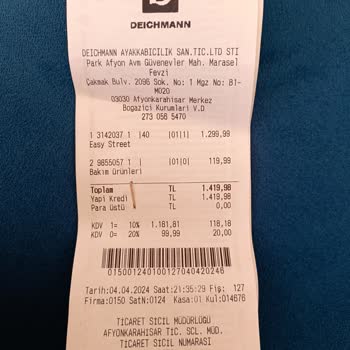 DEICHMANN
DEICHMANN AYAKKABICILIK SAN.TIC.LTD STI
Park Afyon Avm Güvenevler Mah. Marasel
Fevzi
Çakmak Bulv. 2096 Sok. No: 1 Mgz No: B1-
M020
03030 Afyonkarahisar Merkez
Bogazici Kurumlari V.D
273 056 5470
1 3142037 1 |40 |01|1| 1.299,99
Easy Street
2 9855057 1 | |01|0| 119,99
Bakım ürünleri
Toplam TL 1.419,98
Yapi Kredi TL 1.419,98
Para üstü TL 0,00
KDV 1= 10% 1.181,81 118,18
KDV 0= 20% 99,99 20,00
0150012401001270404202 46
Tarih:04.04.2024 Saat:21:35:29 Fiş: 127
Firma:0150 SatN:0124 Kasa:01 Kul:014676
TICARET SICIL MÜDÜRLÜĞÜ
AFYONKARAHISAR TIC. SCL. MÜD.
TICARET SICIL NUMARASI